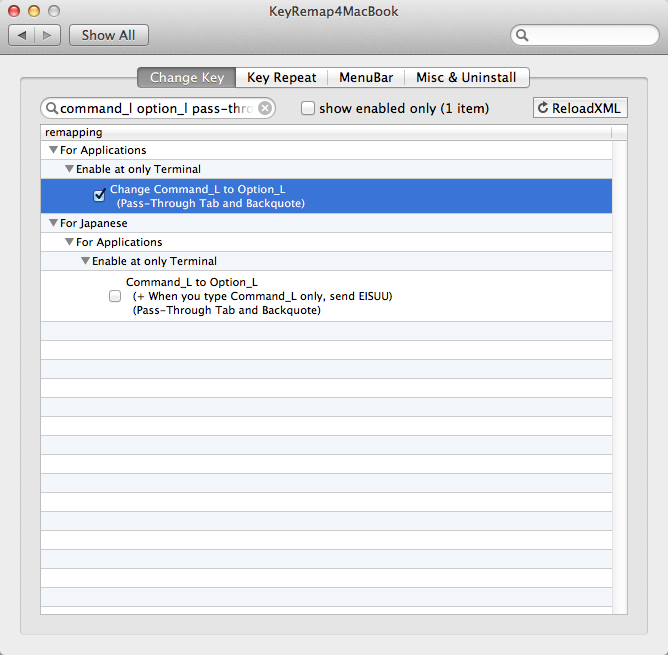 KeyRemap4MacBook
Show All
Change Key
Key Repeat
MenuBar
Misc & Uninstall
command_l option_l pass-thro
show enabled only (1 item)
ReloadXML
remapping
For Applications
Enable at only Terminal
Change Command_L to Option_L
(Pass-Through Tab and Backquote)
For Japanese
For Applications
Enable at only Terminal
Command_L to Option_L
(+ When you type Command_L only, send EISUU)
(Pass-Through Tab and Backquote)